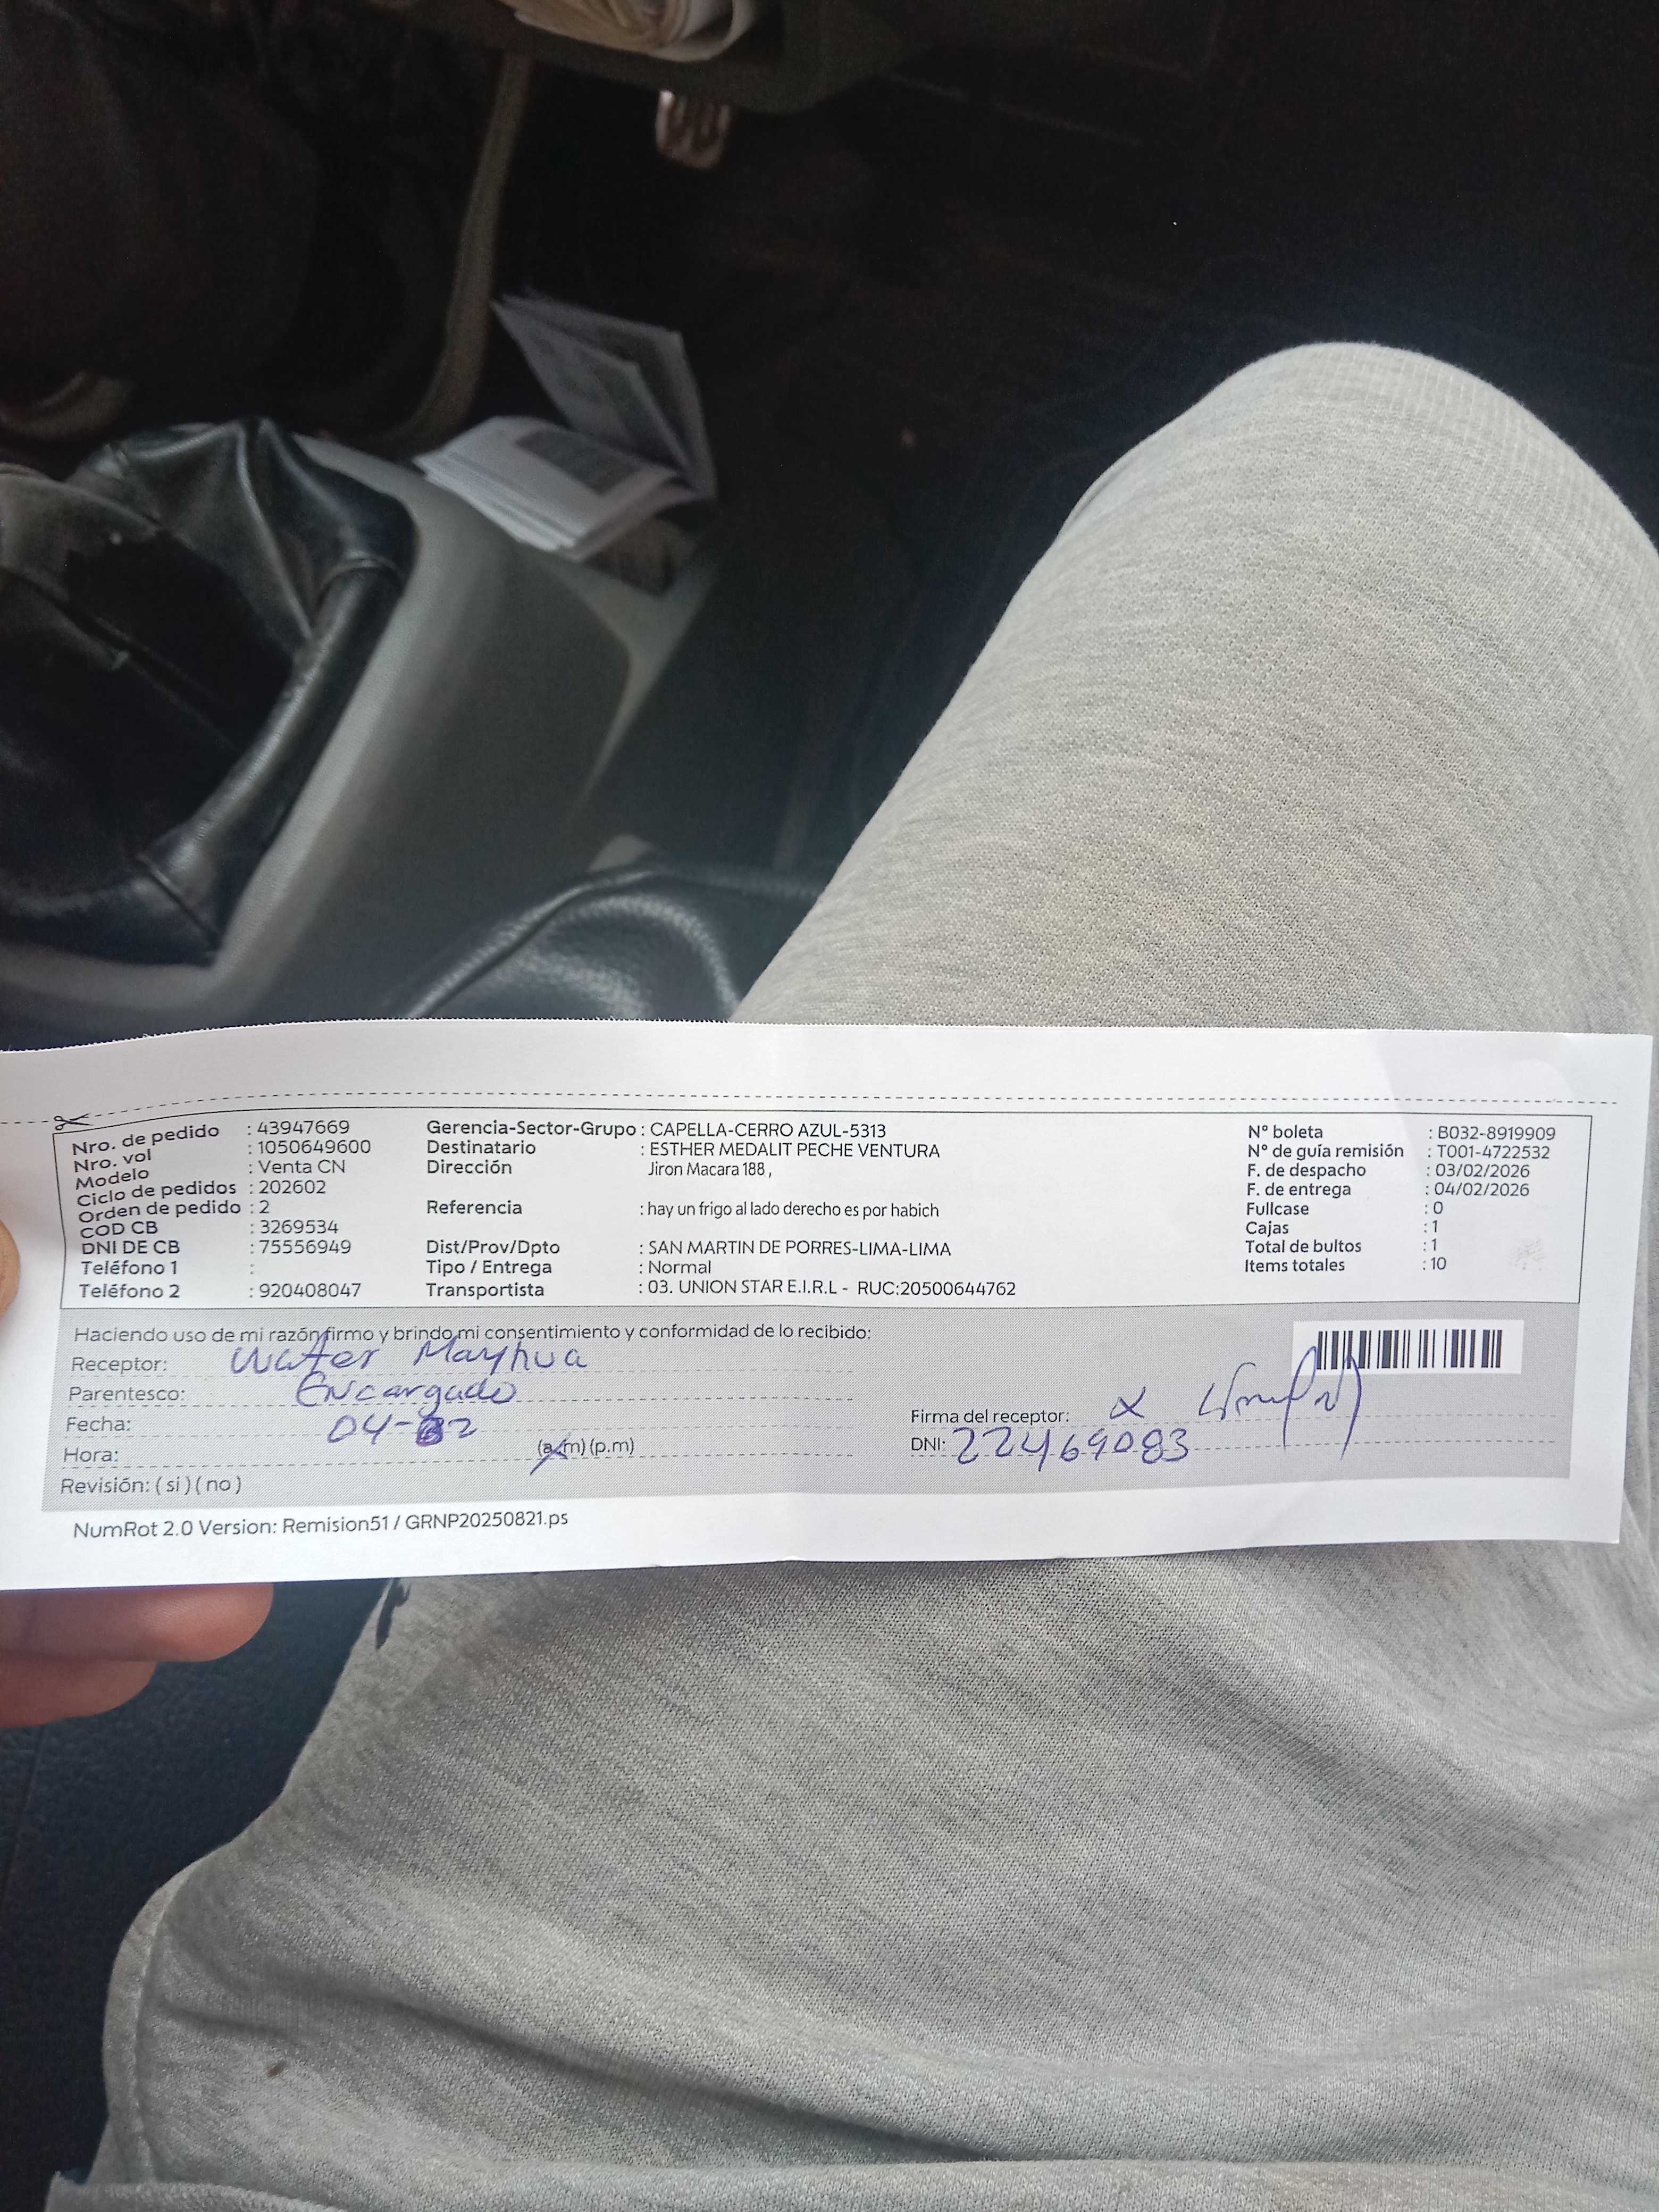 Nro. de pedido : 43947669
Nro. vol : 1050649600
Modelo : Venta CN
Ciclo de pedidos : 202602
Orden de pedido : 2
COD CB : 3269534
DNI DE CB : 75556949
Teléfono 1 :
Teléfono 2 : 920408047
Gerencia-Sector-Grupo : CAPELLA-CERRO AZUL-5313
Destinatario : ESTHER MEDALIT PECHE VENTURA
Dirección Jiron Macara 188 ,
Referencia : hay un frigo al lado derecho es por habich
Dist/Prov/Dpto : SAN MARTIN DE PORRES-LIMA-LIMA
Tipo / Entrega : Normal
Transportista : 03. UNION STAR E.I.R.L - RUC:20500644762
N° boleta : B032-8919909
N° de guía remisión : T001-4722532
F. de despacho : 03/02/2026
F. de entrega : 04/02/2026
Fullcase : 0
Cajas : 1
Total de bultos : 1
Items totales : 10
Haciendo uso de mi razón firmo y brindo mi consentimiento y conformidad de lo recibido:
Receptor: Walter Mayhua
Parentesco: Encargado
Fecha: 04-
Hora: (a.m) (p.m)
Revisión: ( si ) ( no )
Firma del receptor:
DNI: 22469083
NumRot 2.0 Version: Remision51 / GRNP20250821.ps